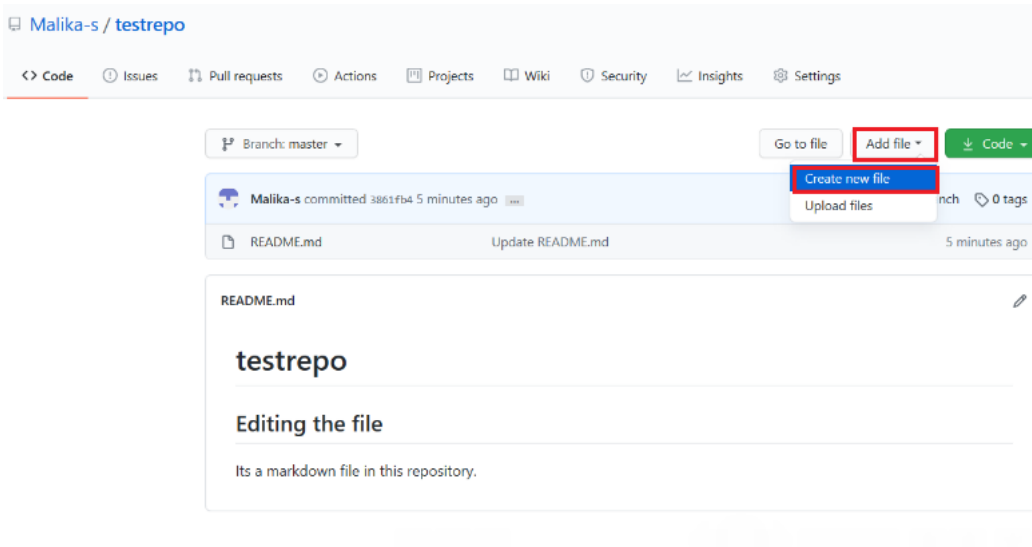 Malika-s / testrepo
<> Code Issues Pull requests Actions Projects Wiki Security Insights Settings
Branch: master Go to file Add file Code
Create new file
Malika-s committed 3861fb4 5 minutes ago ... nch 0 tags
Upload files
README.md Update README.md 5 minutes ago
README.md
testrepo
Editing the file
Its a markdown file in this repository.